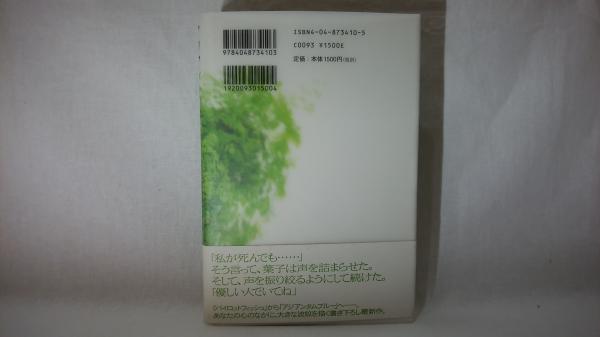 ISBN4-04-873410-5
C0093 ¥1500E
定価：本体1500円(税別)
9784048734103
1920093015004
「私が死んでも……」
そう言って、葉子は声を詰まらせた。
そして、声を振り絞るようにして続けた。
「優しい人でいてね」
『パイロットフィッシュ』から『アジアンタムブルー』へ――。
あなたの心のなかに、大きな波紋を描く書き下ろし最新作。